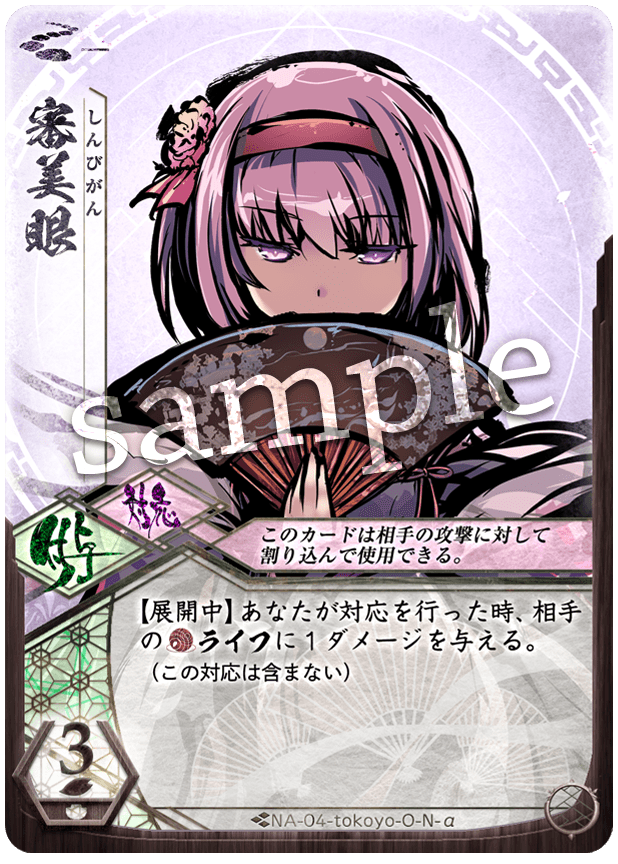 審美眼
しんびがん
sample
付与
対応
このカードは相手の攻撃に対して
割り込んで使用できる。
【展開中】あなたが対応を行った時、相手
のライフに1ダメージを与える。
（この対応は含まない）
3
NA-04-tokoyo-O-N-α